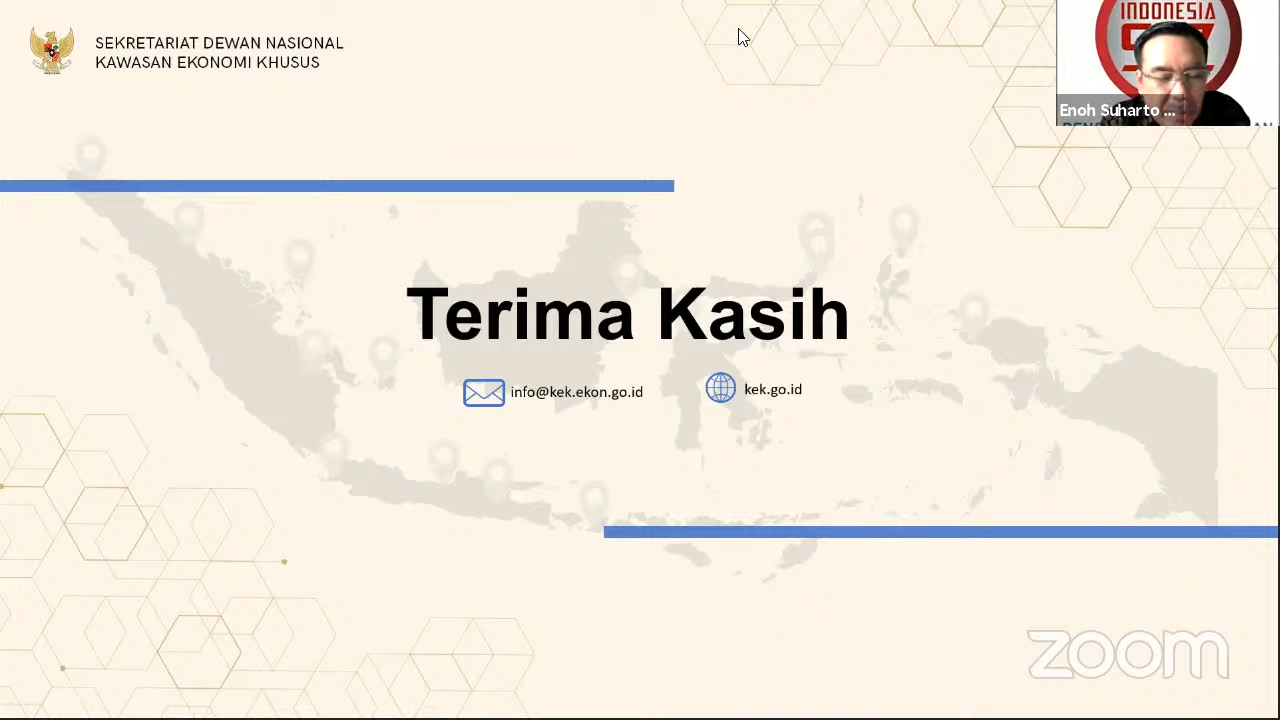 SEKRETARIAT DEWAN NASIONAL
KAWASAN EKONOMI KHUSUS
INDONESIA
Enoh Suharto ...
Terima Kasih
info@kek.ekon.go.id
kek.go.id
zoom